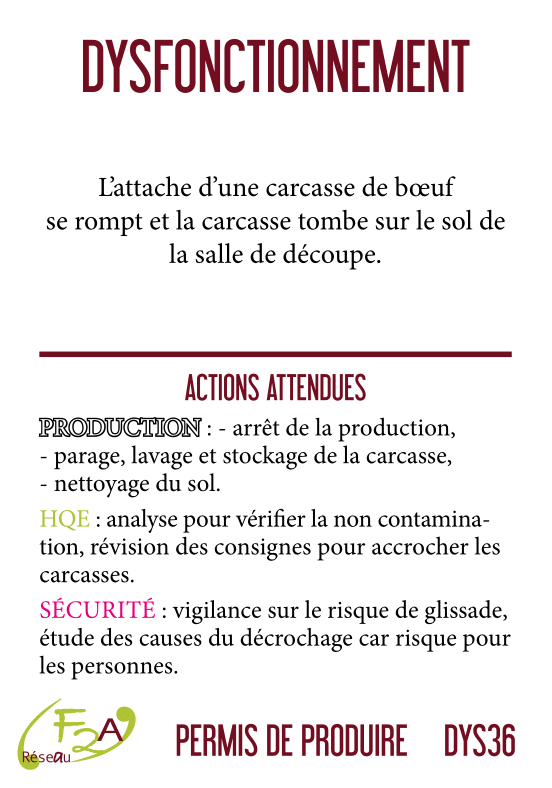 DYSFONCTIONNEMENT
L’attache d’une carcasse de bœuf
se rompt et la carcasse tombe sur le sol de
la salle de découpe.
ACTIONS ATTENDUES
PRODUCTION : - arrêt de la production,
- parage, lavage et stockage de la carcasse,
- nettoyage du sol.
HQE : analyse pour vérifier la non contamina-
tion, révision des consignes pour accrocher les
carcasses.
SÉCURITÉ : vigilance sur le risque de glissade,
étude des causes du décrochage car risque pour
les personnes.
F2A
Réseau
PERMIS DE PRODUIRE DYS36